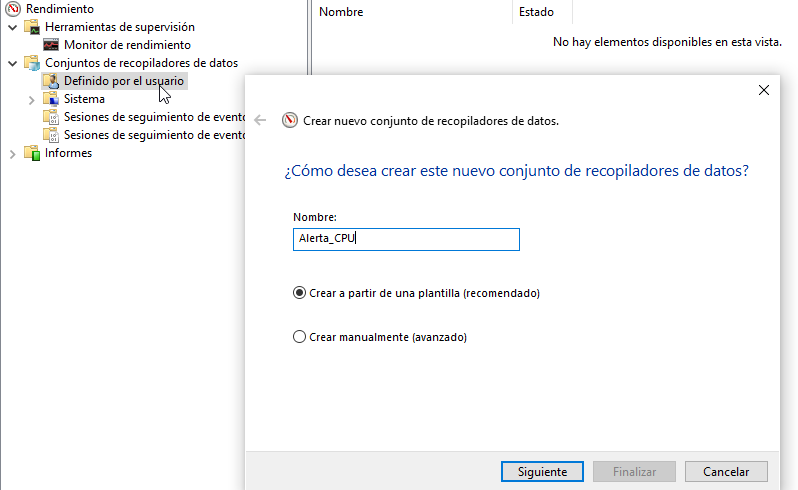 Rendimiento
Herramientas de supervisión
Monitor de rendimiento
Conjuntos de recopiladores de datos
Definido por el usuario
Sistema
Sesiones de seguimiento de evento
Sesiones de seguimiento de evento
Informes
Nombre Estado
No hay elementos disponibles en esta vista.
Crear nuevo conjunto de recopiladores de datos.
¿Cómo desea crear este nuevo conjunto de recopiladores de datos?
Nombre:
Alerta_CPU
Crear a partir de una plantilla (recomendado)
Crear manualmente (avanzado)
Siguiente Finalizar Cancelar